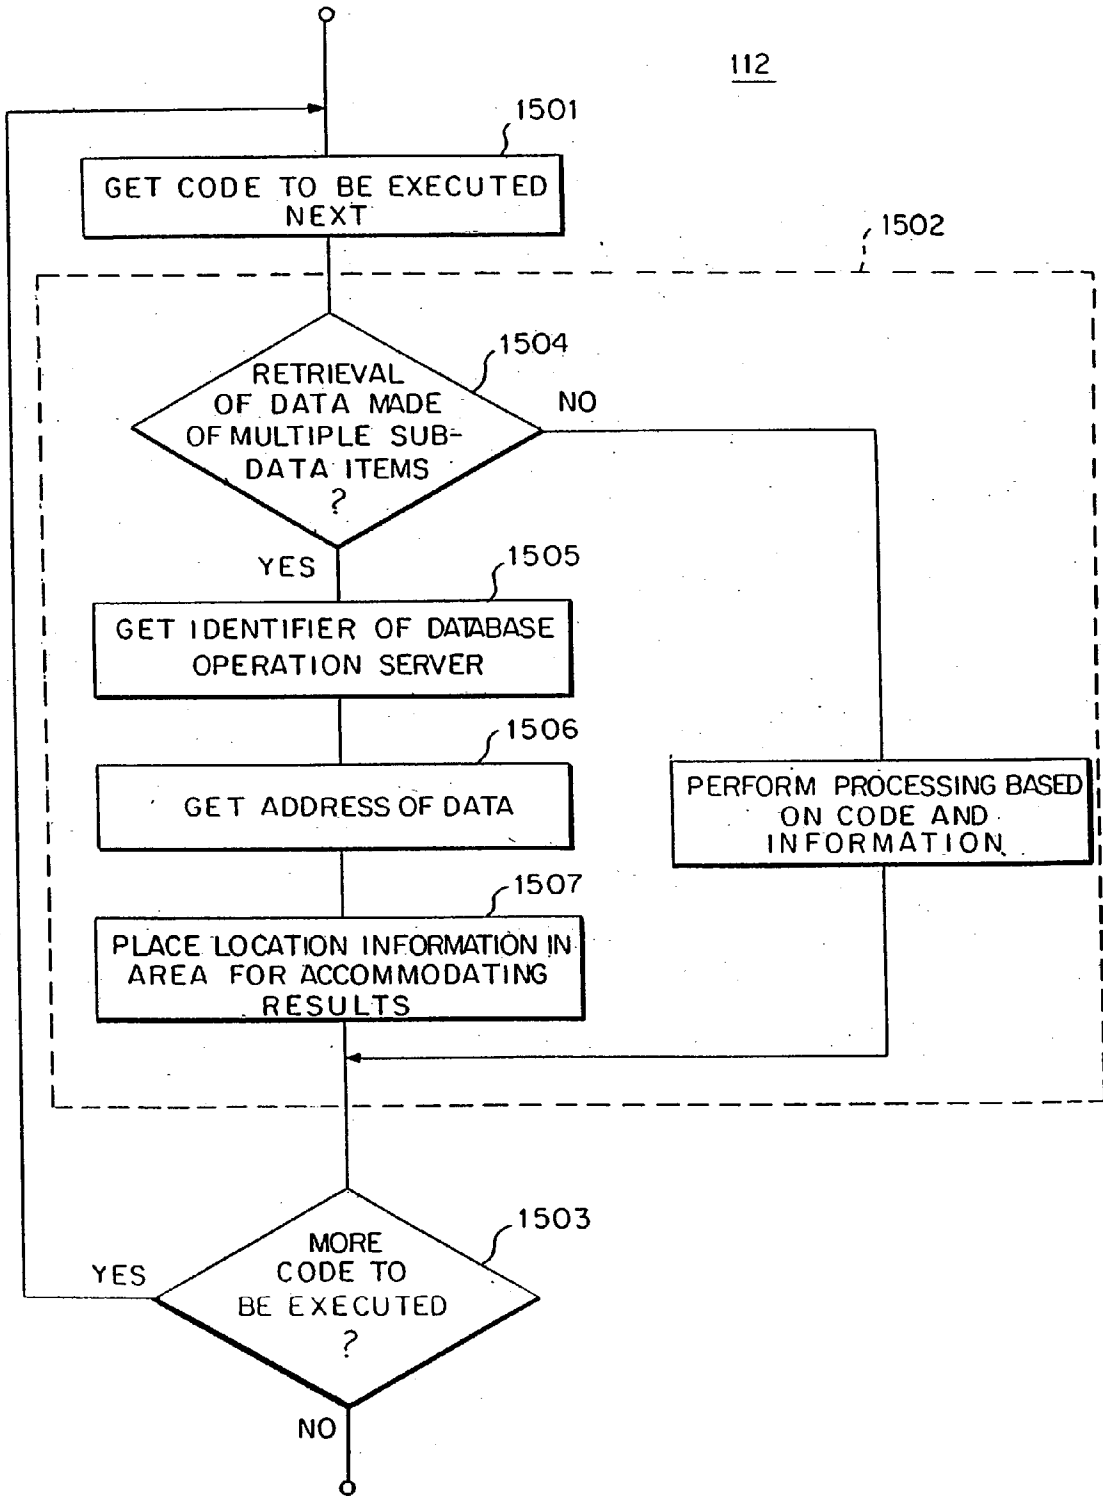 112
1501
GET CODE TO BE EXECUTED
NEXT
1502
1504
RETRIEVAL
OF DATA MADE
OF MULTIPLE SUB-
DATA ITEMS
?
NO
YES
1505
GET IDENTIFIER OF DATABASE
OPERATION SERVER
1506
GET ADDRESS OF DATA
PERFORM PROCESSING BASED
ON CODE AND
INFORMATION
1507
PLACE LOCATION INFORMATION IN
AREA FOR ACCOMMODATING
RESULTS
1503
MORE
CODE TO
BE EXECUTED
?
YES
NO